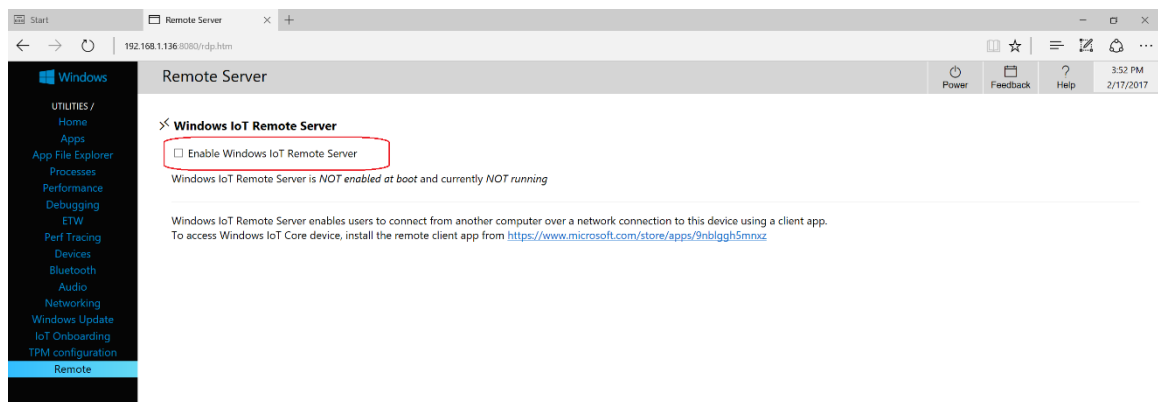 Start
Remote Server
192.168.1.136:8080/rdp.htm
Windows
Remote Server
Power
Feedback
Help
3:52 PM
2/17/2017
UTILITIES /
Home
Apps
App File Explorer
Processes
Performance
Debugging
ETW
Perf Tracing
Devices
Bluetooth
Audio
Networking
Windows Update
IoT Onboarding
TPM configuration
Remote
Windows IoT Remote Server
Enable Windows IoT Remote Server
Windows IoT Remote Server is NOT enabled at boot and currently NOT running
Windows IoT Remote Server enables users to connect from another computer over a network connection to this device using a client app.
To access Windows IoT Core device, install the remote client app from https://www.microsoft.com/store/apps/9nblggh5mnxz